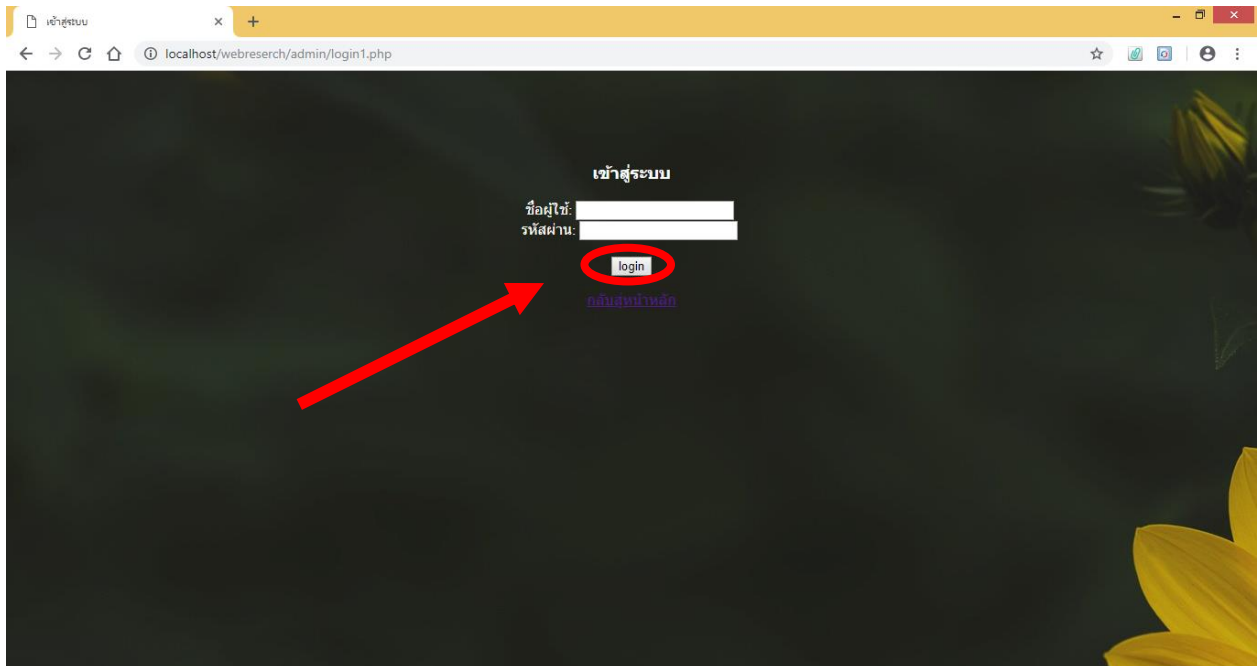 เข้าสู่ระบบ
localhost/webreserch/admin/login1.php
เข้าสู่ระบบ
ชื่อผู้ใช้:
รหัสผ่าน:
login
กลับสู่หน้าหลัก